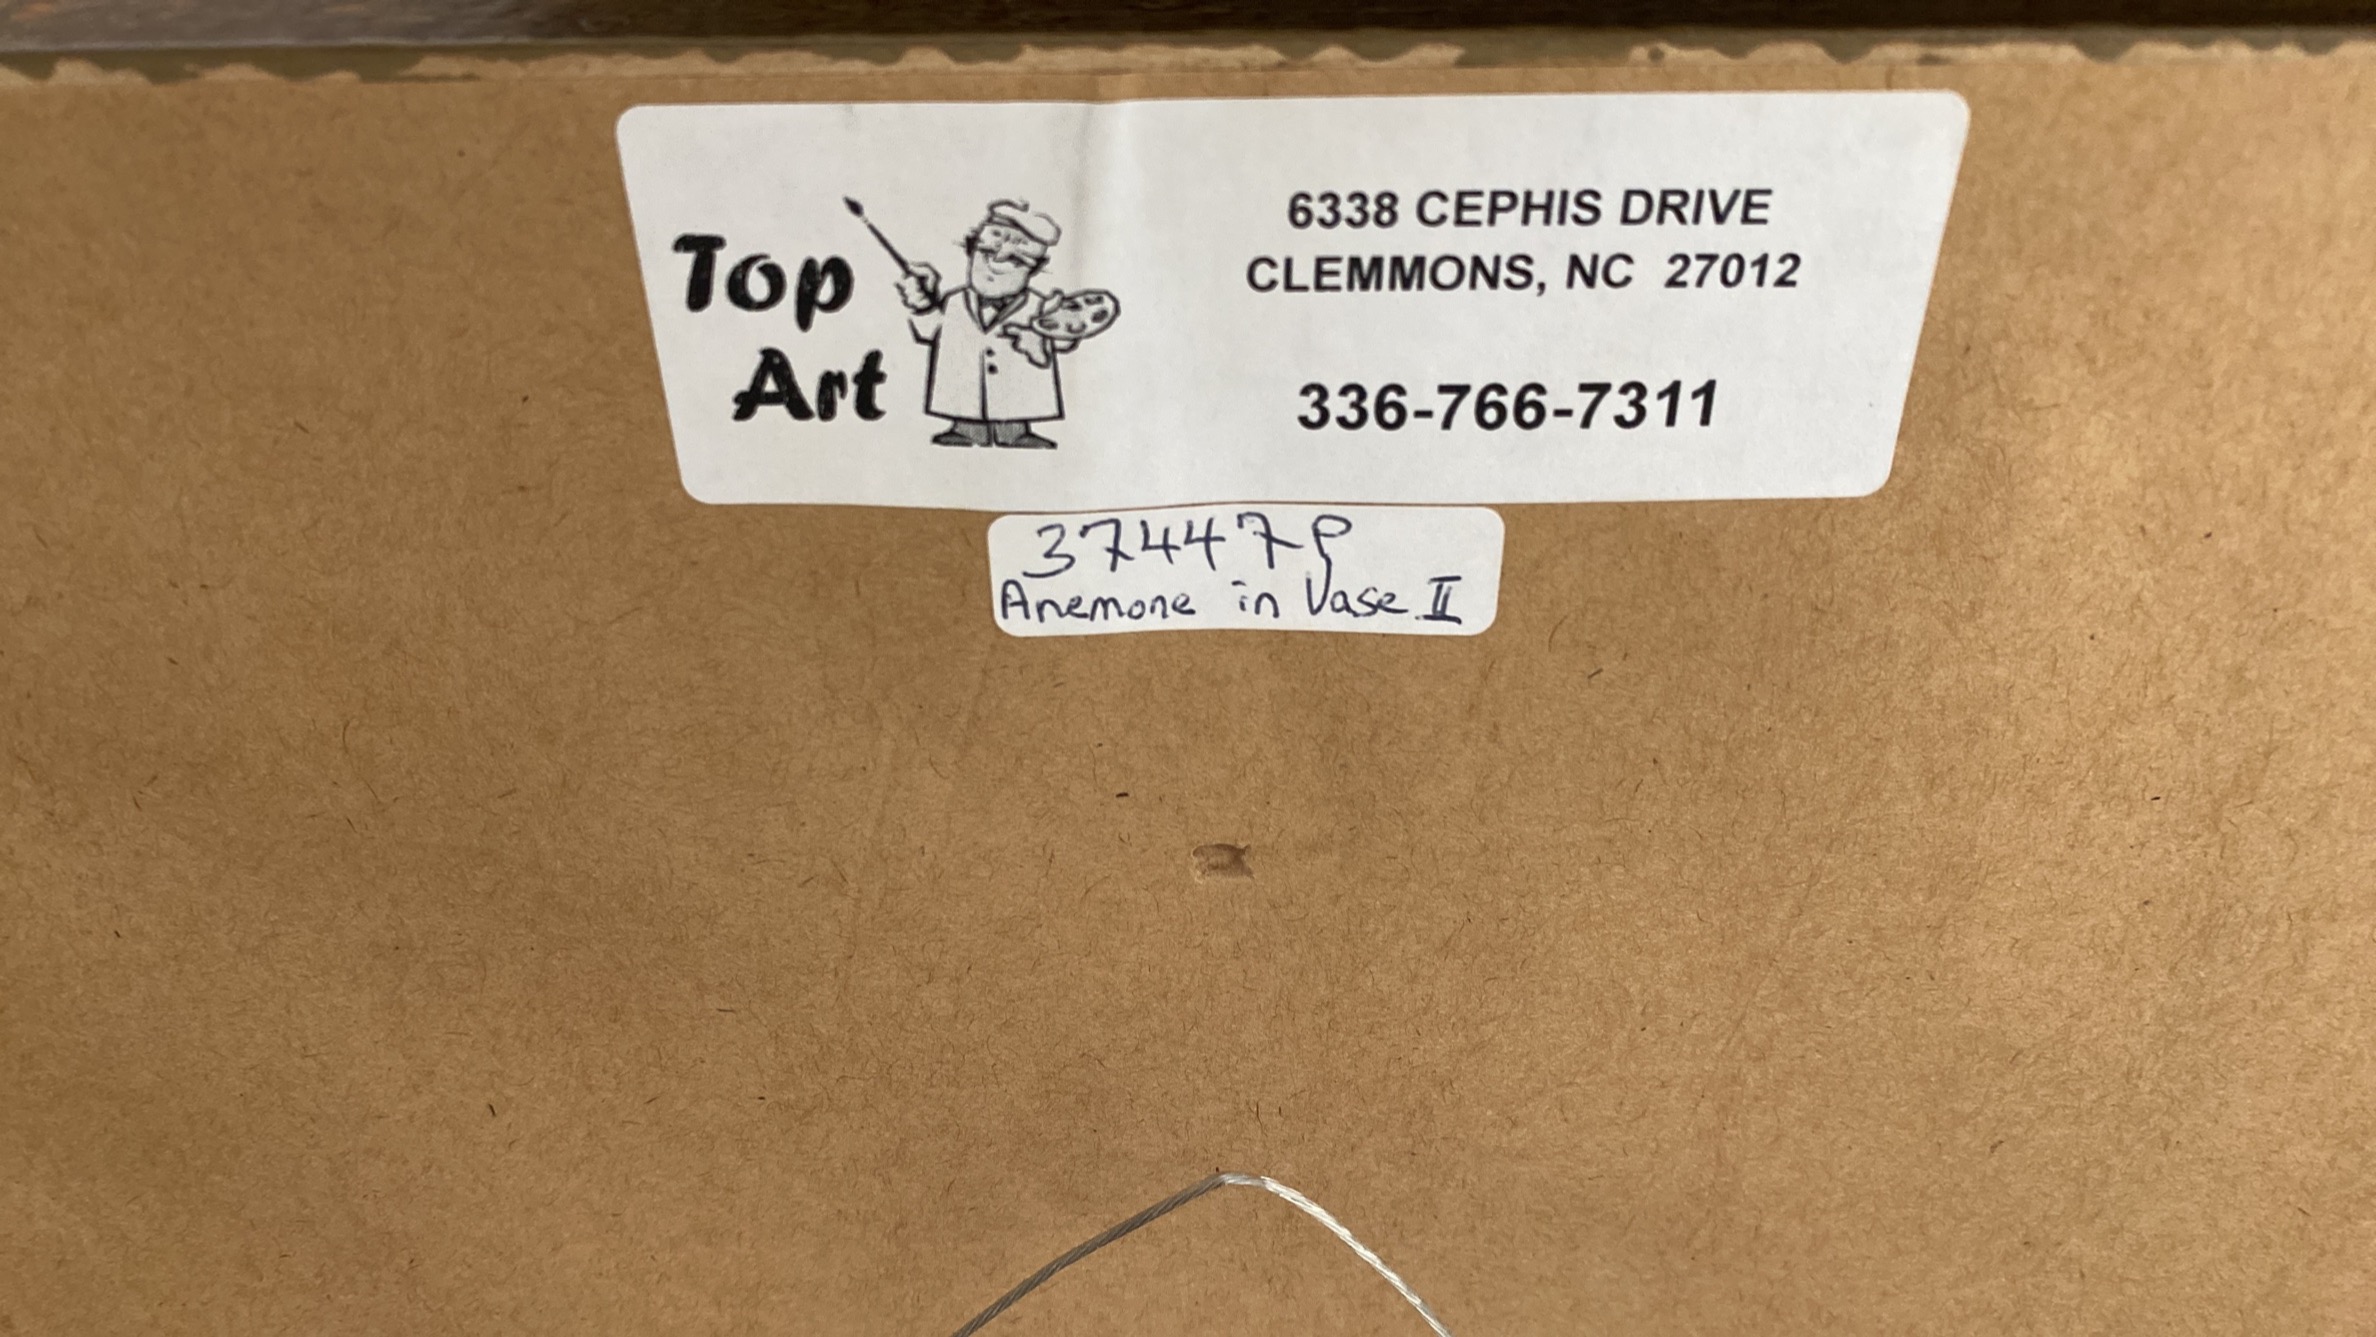 Top
Art
6338 CEPHIS DRIVE
CLEMMONS, NC 27012
336-766-7311
37447P
Anemone in Vase II